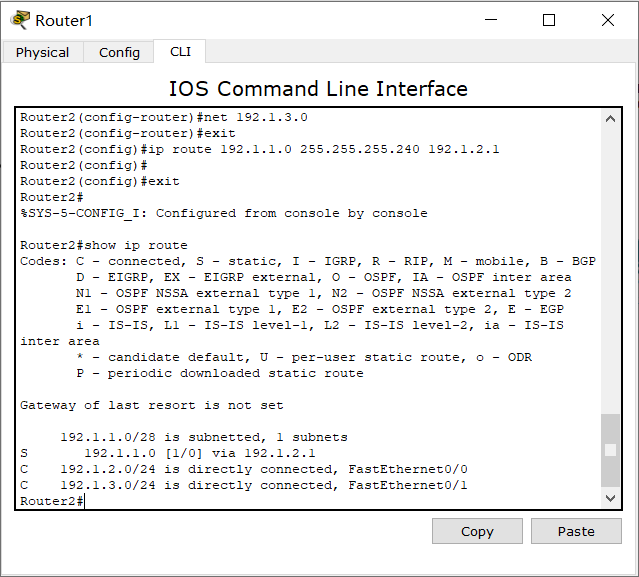 Router1
Physical Config CLI
IOS Command Line Interface
Router2(config-router)#net 192.1.3.0
Router2(config-router)#exit
Router2(config)#ip route 192.1.1.0 255.255.255.240 192.1.2.1
Router2(config)#
Router2(config)#exit
Router2#
%SYS-5-CONFIG_I: Configured from console by console
Router2#show ip route
Codes: C - connected, S - static, I - IGRP, R - RIP, M - mobile, B - BGP
D - EIGRP, EX - EIGRP external, O - OSPF, IA - OSPF inter area
N1 - OSPF NSSA external type 1, N2 - OSPF NSSA external type 2
E1 - OSPF external type 1, E2 - OSPF external type 2, E - EGP
i - IS-IS, L1 - IS-IS level-1, L2 - IS-IS level-2, ia - IS-IS
inter area
* - candidate default, U - per-user static route, o - ODR
P - periodic downloaded static route
Gateway of last resort is not set
192.1.1.0/28 is subnetted, 1 subnets
S 192.1.1.0 [1/0] via 192.1.2.1
C 192.1.2.0/24 is directly connected, FastEthernet0/0
C 192.1.3.0/24 is directly connected, FastEthernet0/1
Router2#
Copy Paste